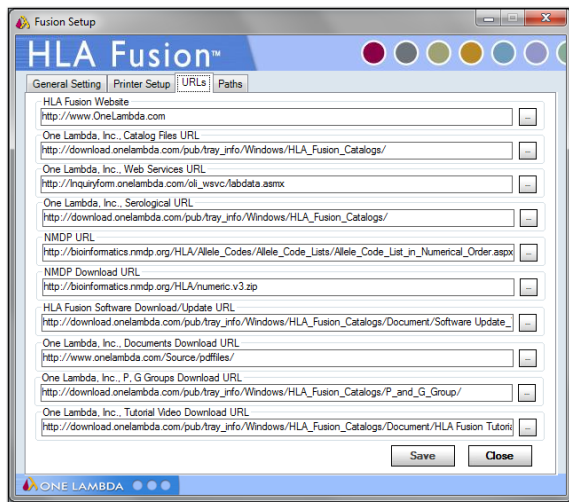 Fusion Setup
HLA Fusion™
General Setting Printer Setup URLs Paths
HLA Fusion Website
http://www.OneLambda.com
...
One Lambda, Inc., Catalog Files URL
http://download.onelambda.com/pub/tray_info/Windows/HLA_Fusion_Catalogs/
...
One Lambda, Inc., Web Services URL
http://Inquiryform.onelambda.com/oli_wsvc/labdata.asmx
...
One Lambda, Inc., Serological URL
http://download.onelambda.com/pub/tray_info/Windows/HLA_Fusion_Catalogs/
...
NMDP URL
http://bioinformatics.nmdp.org/HLA/Allele_Codes/Allele_Code_Lists/Allele_Code_List_in_Numerical_Order.aspx
...
NMDP Download URL
http://bioinformatics.nmdp.org/HLA/numeric.v3.zip
...
HLA Fusion Software Download/Update URL
http://download.onelambda.com/pub/tray_info/Windows/HLA_Fusion_Catalogs/Document/Software Update_
...
One Lambda, Inc., Documents Download URL
http://www.onelambda.com/Source/pdffiles/
...
One Lambda, Inc., P, G Groups Download URL
http://download.onelambda.com/pub/tray_info/Windows/HLA_Fusion_Catalogs/P_and_G_Group/
...
One Lambda, Inc., Tutorial Video Download URL
http://download.onelambda.com/pub/tray_info/Windows/HLA_Fusion_Catalogs/Document/HLA Fusion Tutoria
...
Save Close
ONE LAMBDA